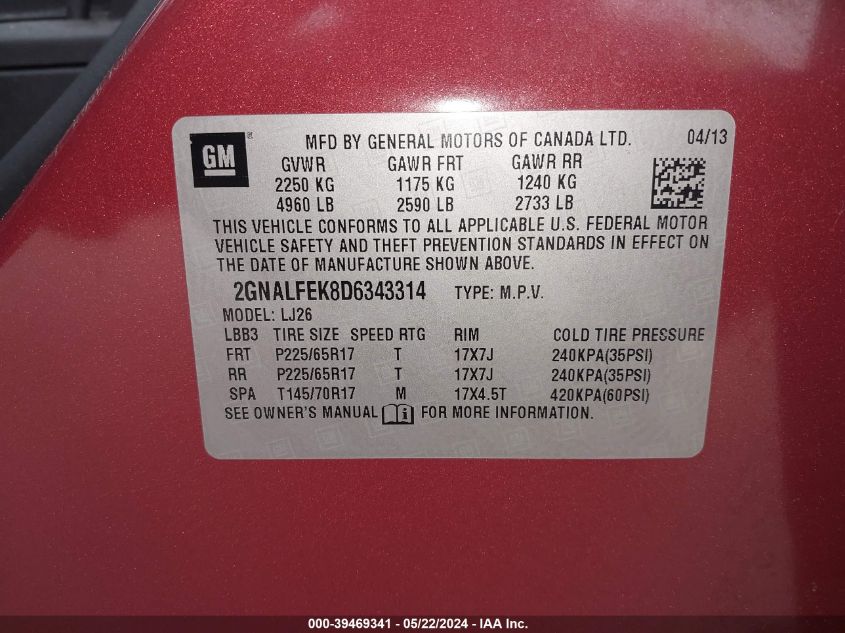 GM ® MFD BY GENERAL MOTORS OF CANADA LTD. 04/13
GVWR GAWR FRT GAWR RR
2250 KG 1175 KG 1240 KG
4960 LB 2590 LB 2733 LB
THIS VEHICLE CONFORMS TO ALL APPLICABLE U.S. FEDERAL MOTOR
VEHICLE SAFETY AND THEFT PREVENTION STANDARDS IN EFFECT ON
THE DATE OF MANUFACTURE SHOWN ABOVE.
2GNALFEK8D6343314 TYPE: M.P.V.
MODEL: LJ26
LBB3 TIRE SIZE SPEED RTG RIM COLD TIRE PRESSURE
FRT P225/65R17 T 17X7J 240KPA(35PSI)
RR P225/65R17 T 17X7J 240KPA(35PSI)
SPA T145/70R17 M 17X4.5T 420KPA(60PSI)
SEE OWNER'S MANUAL FOR MORE INFORMATION.
000-39469341 - 05/22/2024 - IAA Inc.